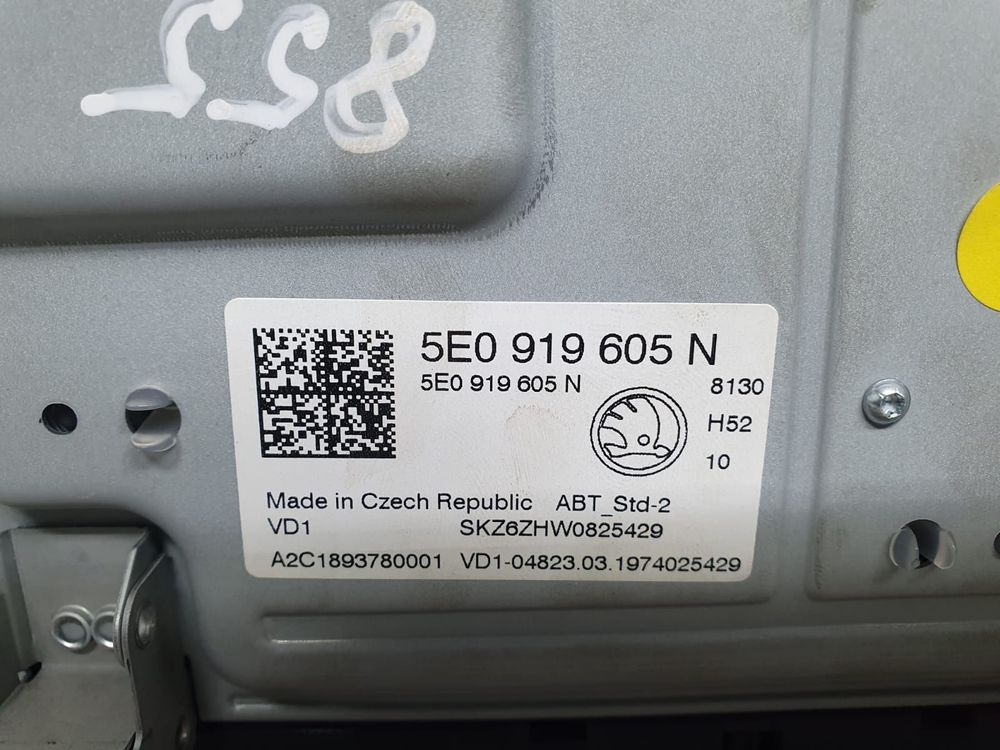 855
5E0 919 605 N
5E0 919 605 N
8130
H52
10
Made in Czech Republic ABT_Std-2
VD1 SKZ6ZHW0825429
A2C1893780001 VD1-04823.03.1974025429